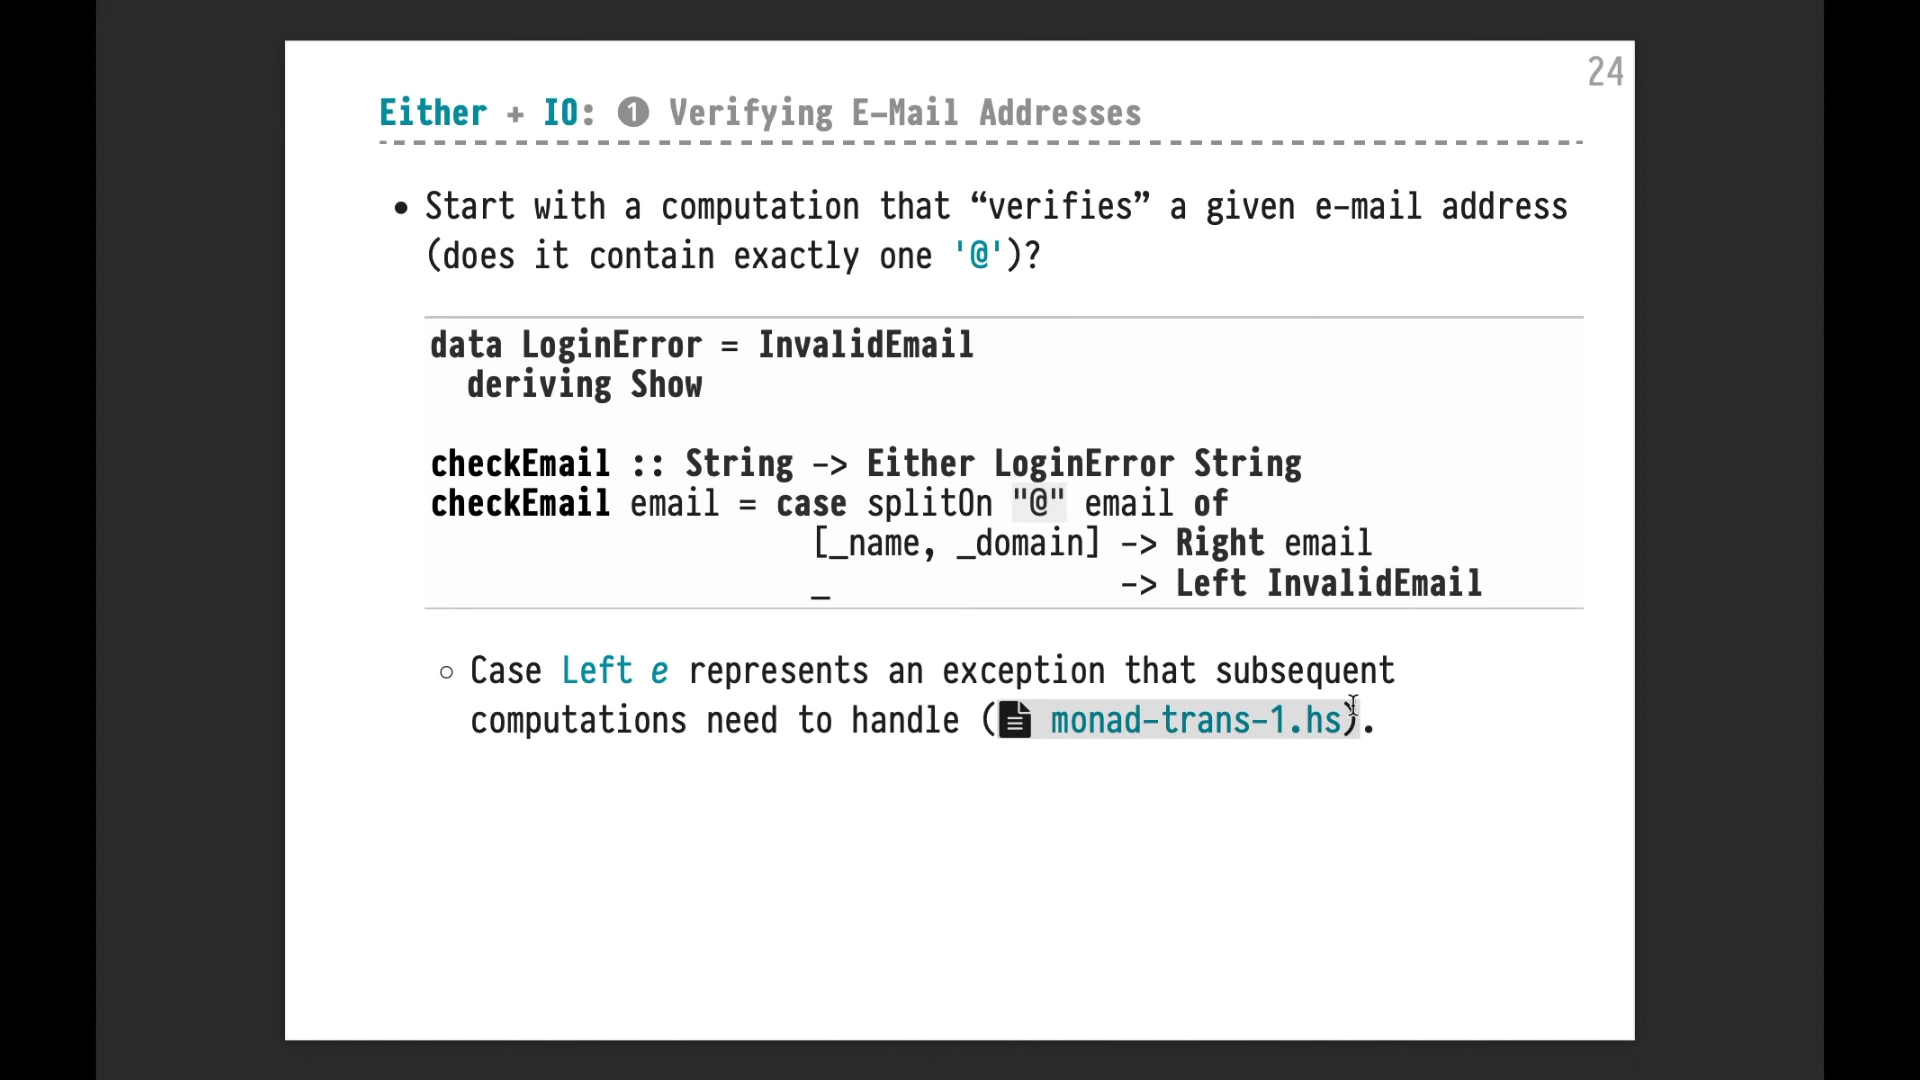 24
Either + IO: ❶ Verifying E–Mail Addresses
• Start with a computation that “verifies” a given e–mail address
(does it contain exactly one '@')?
data LoginError = InvalidEmail
  deriving Show
checkEmail :: String –> Either LoginError String
checkEmail email = case splitOn "@" email of
                     [_name, _domain] –> Right email
                     _                –> Left InvalidEmail
○ Case Left e represents an exception that subsequent
computations need to handle (monad–trans–1.hs).